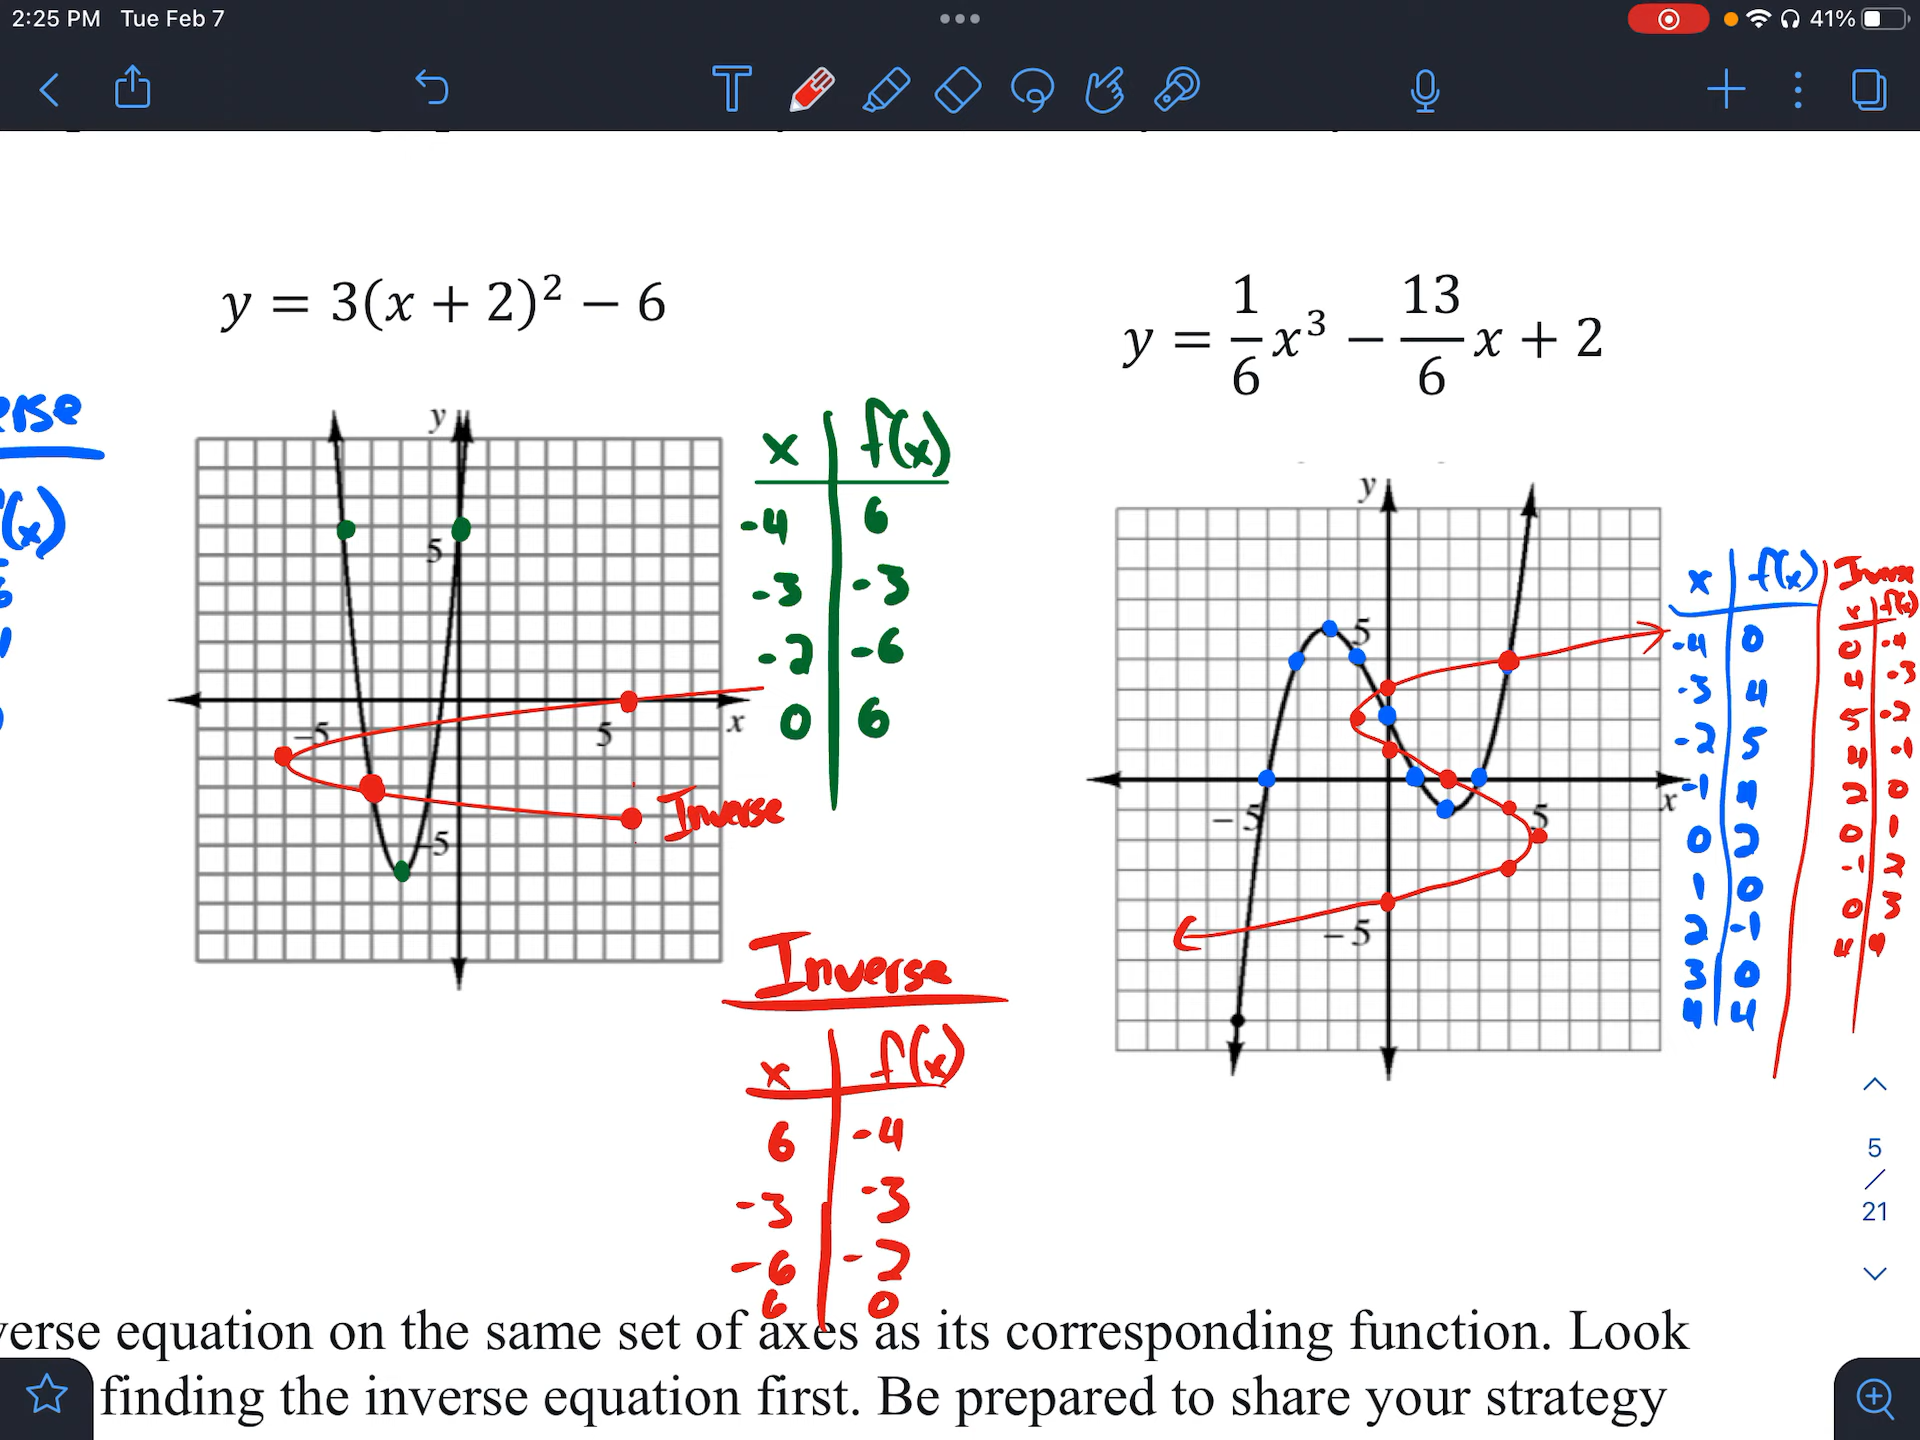 2:25 PM Tue Feb 7
41%
T
y = 3(x + 2)² − 6
y = 1/6 x³ − 13/6 x + 2
erse
(x)
y
5
−5
5
x
−5
Inverse
x | f(x)
-4 | 6
-3 | -3
-2 | -6
0 | 6
Inverse
x | f(x)
6 | -4
-3 | -3
-6 | -2
6 | 0
y
5
−5
5
x
−5
x | f(x)
-4 | 0
-3 | 4
-2 | 5
-1 | 4
0 | 2
1 | 0
2 | -1
3 | 0
4 | 4
Inverse
x | f(x)
0 | -4
4 | -3
5 | -2
4 | -1
2 | 0
0 | 1
-1 | 2
0 | 3
4 | 4
5
/
21
verse equation on the same set of axes as its corresponding function. Look
finding the inverse equation first. Be prepared to share your strategy